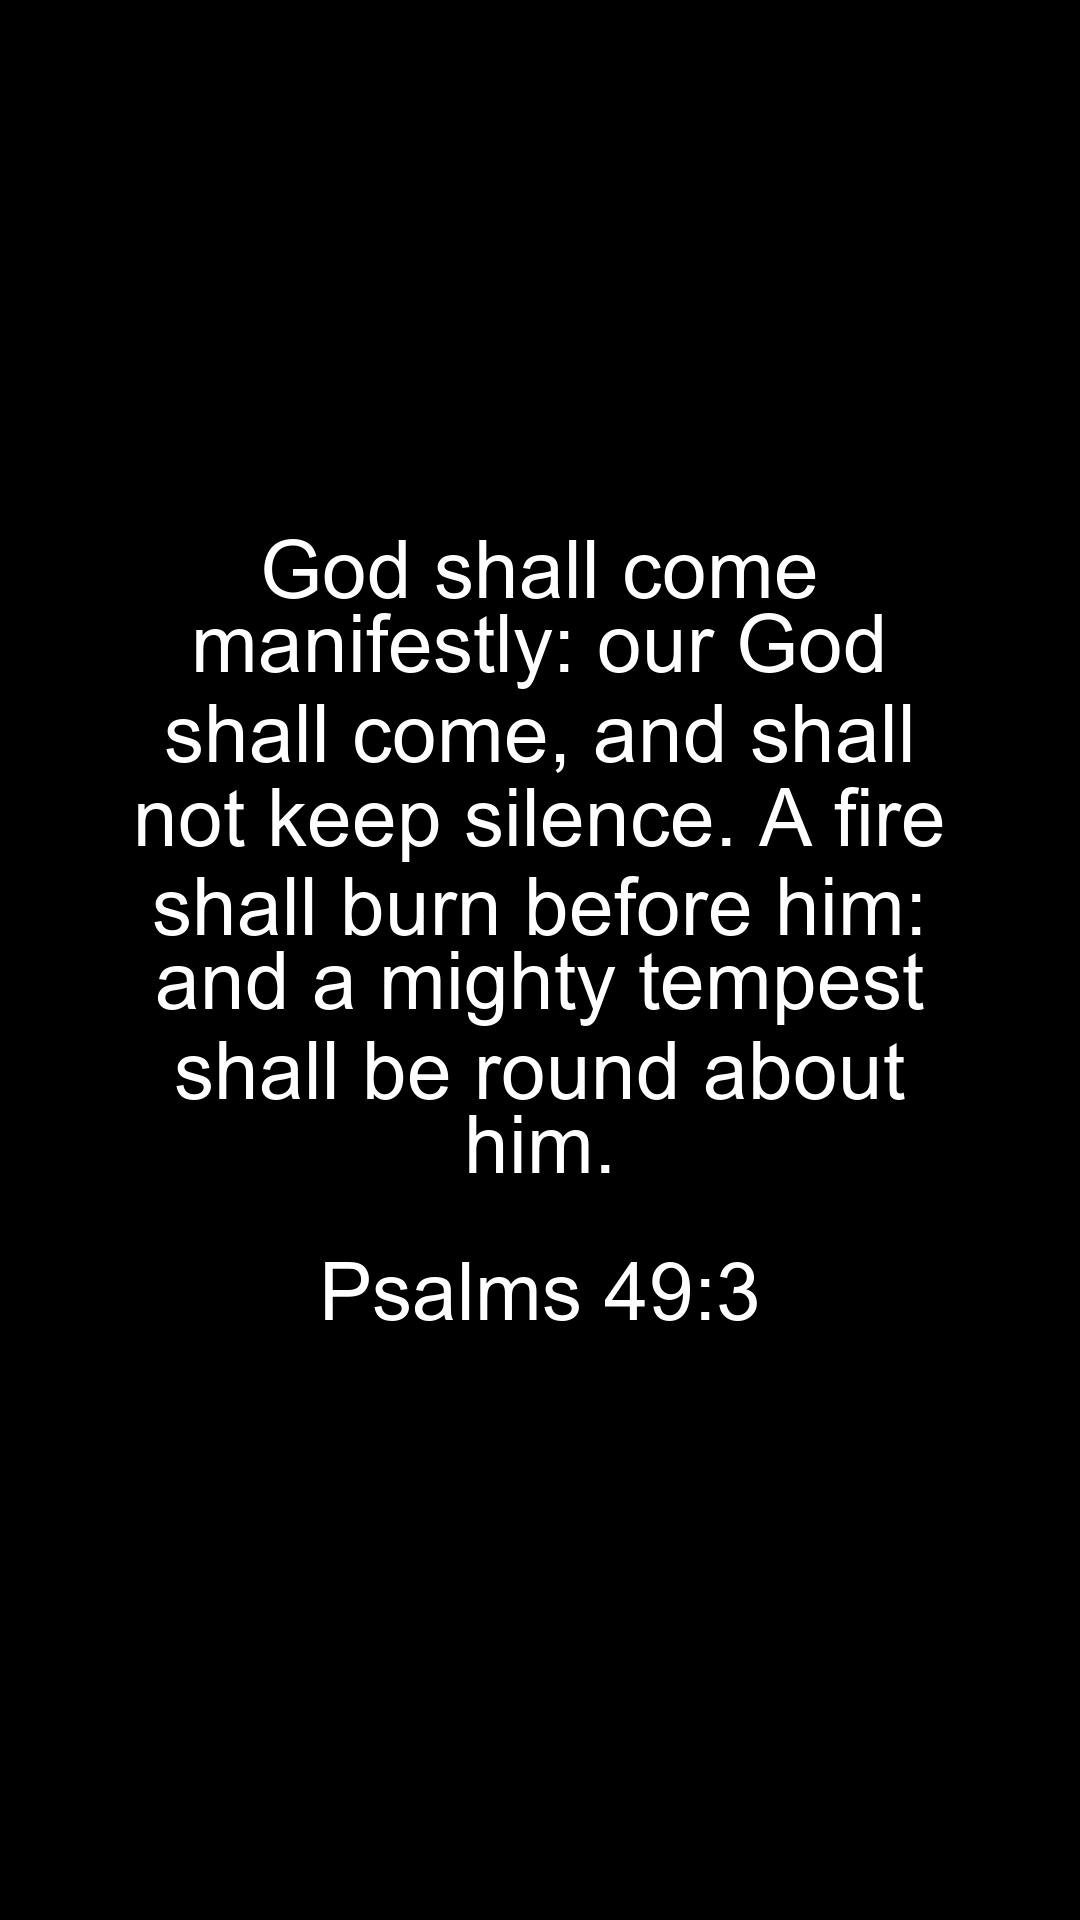 God shall come
manifestly: our God
shall come, and shall
not keep silence. A fire
shall burn before him:
and a mighty tempest
shall be round about
him.
Psalms 49:3